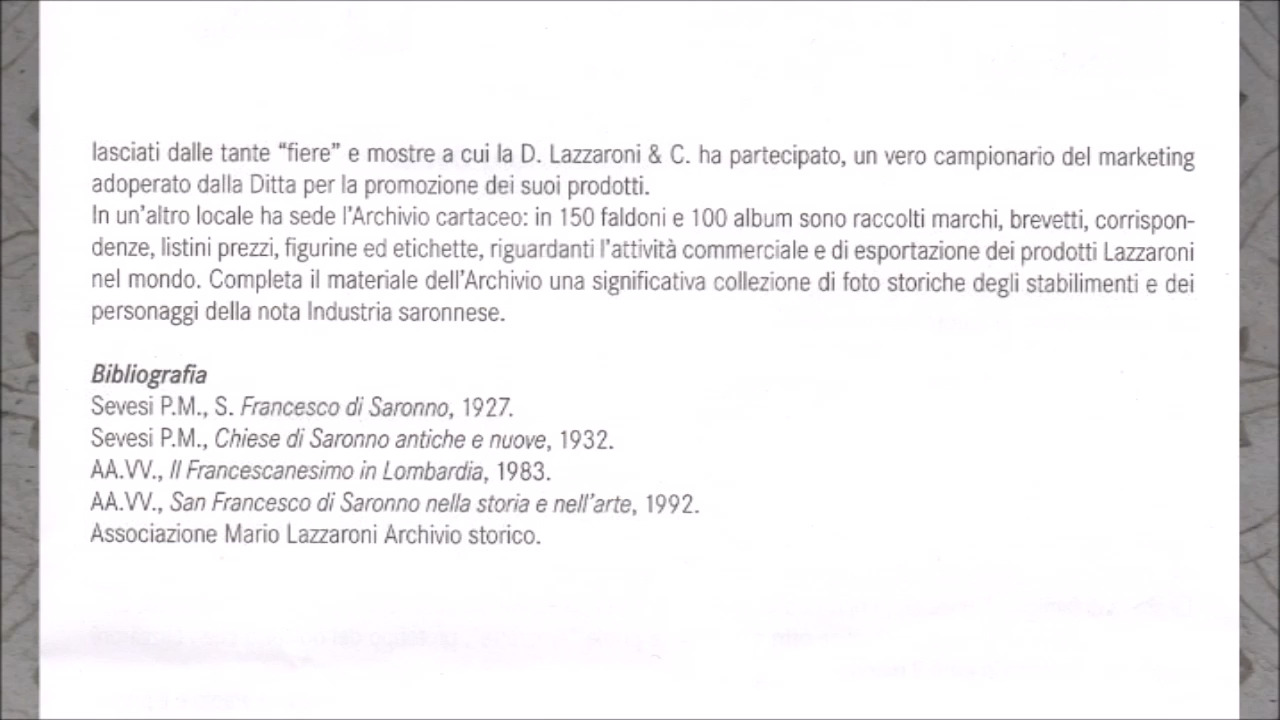 lasciati dalle tante “fiere” e mostre a cui la D. Lazzaroni & C. ha partecipato, un vero campionario del marketing
adoperato dalla Ditta per la promozione dei suoi prodotti.
In un’altro locale ha sede l’Archivio cartaceo: in 150 faldoni e 100 album sono raccolti marchi, brevetti, corrispon-
denze, listini prezzi, figurine ed etichette, riguardanti l’attività commerciale e di esportazione dei prodotti Lazzaroni
nel mondo. Completa il materiale dell’Archivio una significativa collezione di foto storiche degli stabilimenti e dei
personaggi della nota Industria saronnese.
Bibliografia
Sevesi P.M., S. Francesco di Saronno, 1927.
Sevesi P.M., Chiese di Saronno antiche e nuove, 1932.
AA.VV., Il Francescanesimo in Lombardia, 1983.
AA.VV., San Francesco di Saronno nella storia e nell’arte, 1992.
Associazione Mario Lazzaroni Archivio storico.